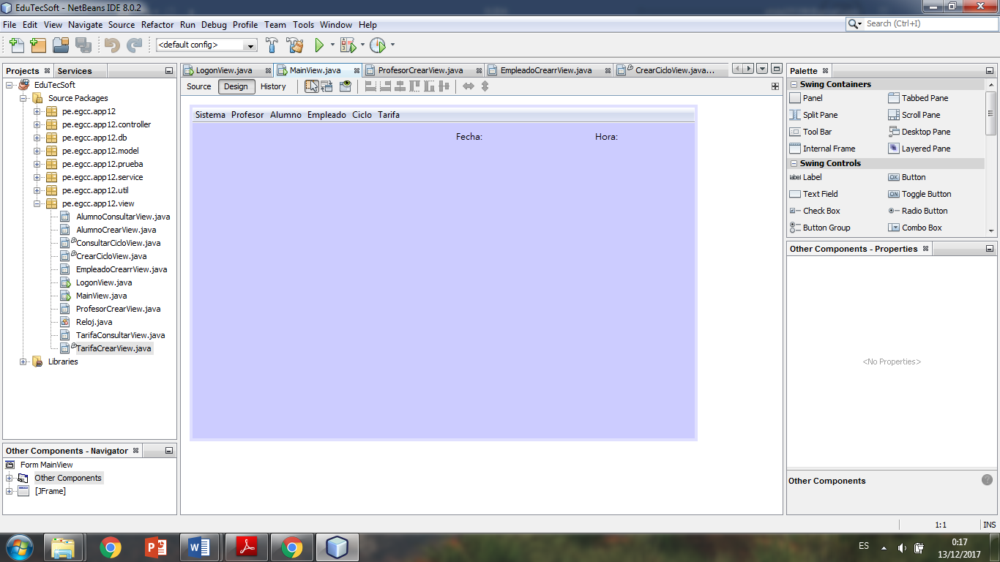 EduTecSoft - NetBeans IDE 8.0.2
File Edit View Navigate Source Refactor Run Debug Profile Team Tools Window Help
Search (Ctrl+I)
<default config>
Projects Services
EduTecSoft
Source Packages
pe.egcc.app12
pe.egcc.app12.controller
pe.egcc.app12.db
pe.egcc.app12.model
pe.egcc.app12.prueba
pe.egcc.app12.service
pe.egcc.app12.util
pe.egcc.app12.view
AlumnoConsultarView.java
AlumnoCrearView.java
ConsultarCicloView.java
CrearCicloView.java
EmpleadoCrearrView.java
LogonView.java
MainView.java
ProfesorCrearView.java
Reloj.java
TarifaConsultarView.java
TarifaCrearView.java
Libraries
Other Components - Navigator
Form MainView
Other Components
[JFrame]
LogonView.java MainView.java ProfesorCrearView.java EmpleadoCrearrView.java CrearCicloView.java...
Source Design History
Sistema Profesor Alumno Empleado Ciclo Tarifa
Fecha: Hora:
Palette
Swing Containers
Panel Tabbed Pane
Split Pane Scroll Pane
Tool Bar Desktop Pane
Internal Frame Layered Pane
Swing Controls
label Label OK Button
Text Field ON Toggle Button
Check Box Radio Button
Button Group Combo Box
Other Components - Properties
<No Properties>
Other Components
1:1 INS
ES 0:17
13/12/2017